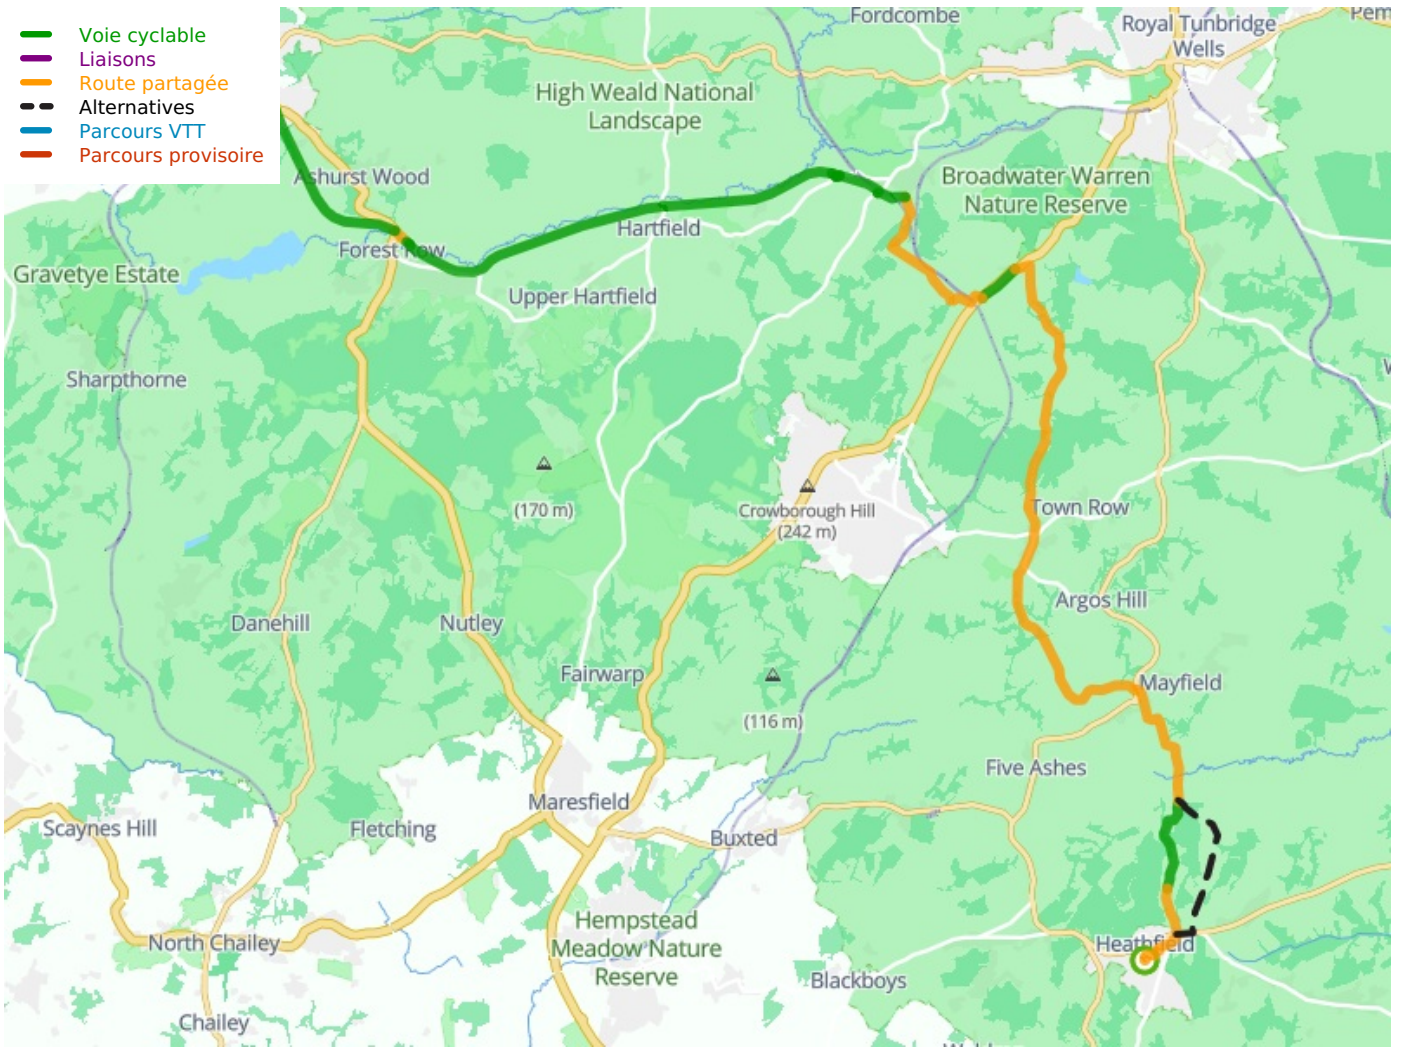 Voie cyclable
Liaisons
Route partagée
Alternatives
Parcours VTT
Parcours provisoire
Fordcombe
Royal Tunbridge
Wells
High Weald National
Landscape
Ashurst Wood
Broadwater Warren
Nature Reserve
Hartfield
Forest Row
Gravetye Estate
Upper Hartfield
Sharpthorne
(170 m)
Crowborough Hill
(242 m)
Town Row
Argos Hill
Danehill
Nutley
Fairwarp
Mayfield
(116 m)
Five Ashes
Maresfield
Scaynes Hill
Fletching
Buxted
Hempstead
Meadow Nature
Reserve
North Chailey
Heathfield
Blackboys
Chailey